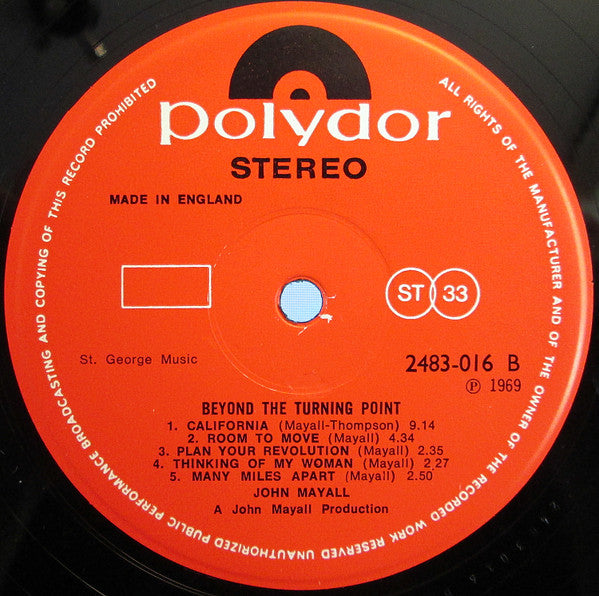 polydor
STEREO
MADE IN ENGLAND
ST 33
St. George Music
2483-016 B
℗ 1969
BEYOND THE TURNING POINT
1. CALIFORNIA (Mayall-Thompson) 9.14
2. ROOM TO MOVE (Mayall) 4.34
3. PLAN YOUR REVOLUTION (Mayall) 2.35
4. THINKING OF MY WOMAN (Mayall) 2 27
5. MANY MILES APART (Mayall) 2.50
JOHN MAYALL
A John Mayall Production
ALL RIGHTS OF THE MANUFACTURER AND OF THE OWNER OF THE RECORDED WORK RESERVED UNAUTHORIZED PUBLIC PERFORMANCE BROADCASTING AND COPYING OF THIS RECORD PROHIBITED